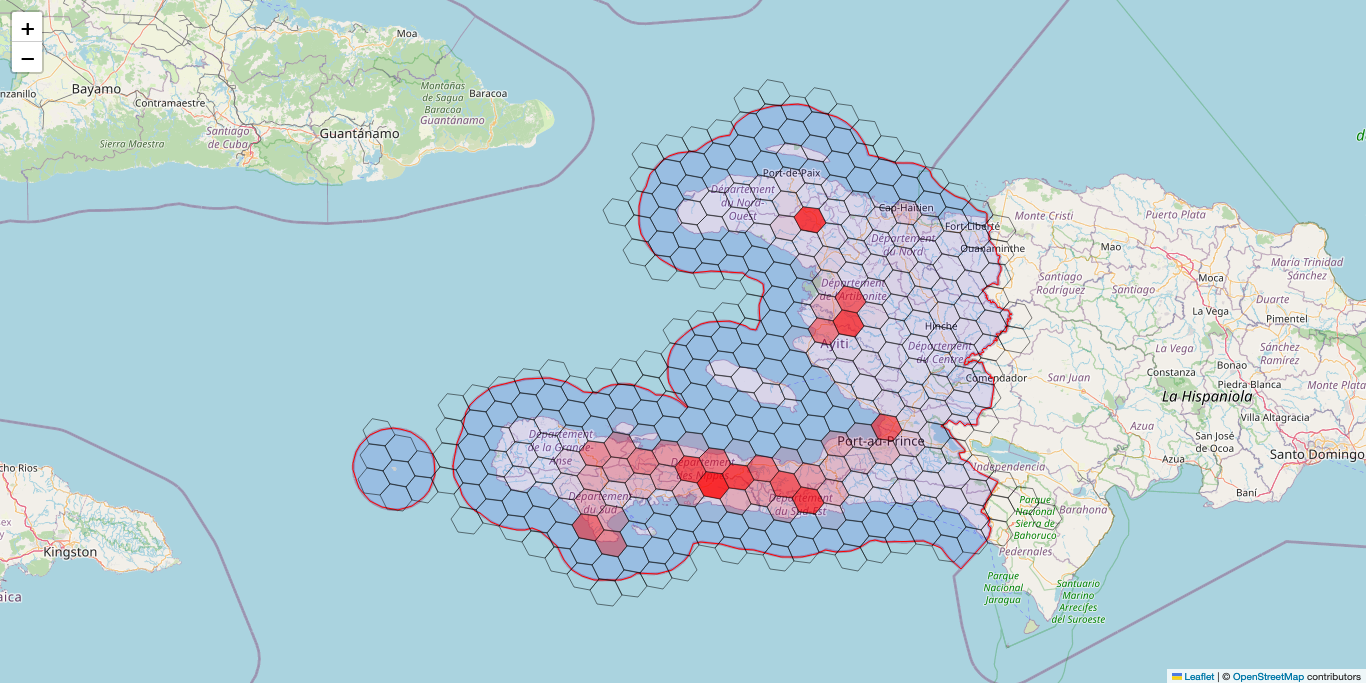 +
−
Moa
nzanillo
Bayamo
Contramaestre
Montañas
de Sagua
Baracoa
Baracoa
Guantánamo
Santiago
de Cuba
Guantánamo
Sierra Maestra
d
Port-de-Paix
Département
du Nord-
Ouest
Cap-Haïtien
Fort-Liberté
Ouanaminthe
Département
du Nord
Monte Cristi
Puerto Plata
Mao
María Trinidad
Sánchez
Moca
Santiago
Rodríguez
Santiago
Duarte
Département
de l'Artibonite
La Vega
Pimentel
Hinche
Ayiti
Département
du Centre
La Vega
Sánchez
Ramírez
Constanza
Bonao
Comendador
San Juan
Piedra Blanca
Monte Plata
La Hispaniola
Villa Altagracia
Azua
San José
de Ocoa
Département
de la Grande-
Anse
Port-au-Prince
Azua
Santo Domingo
Département
des Nippes
Independencia
Baní
Département
du Sud
Département
du Sud-Est
Parque
Nacional
Sierra de
Bahoruco
Barahona
Pedernales
cho Rios
ex
y
Kingston
aica
Parque
Nacional
Jaragua
Santuario
Marino
Arrecifes
del Suroeste
Leaflet | © OpenStreetMap contributors